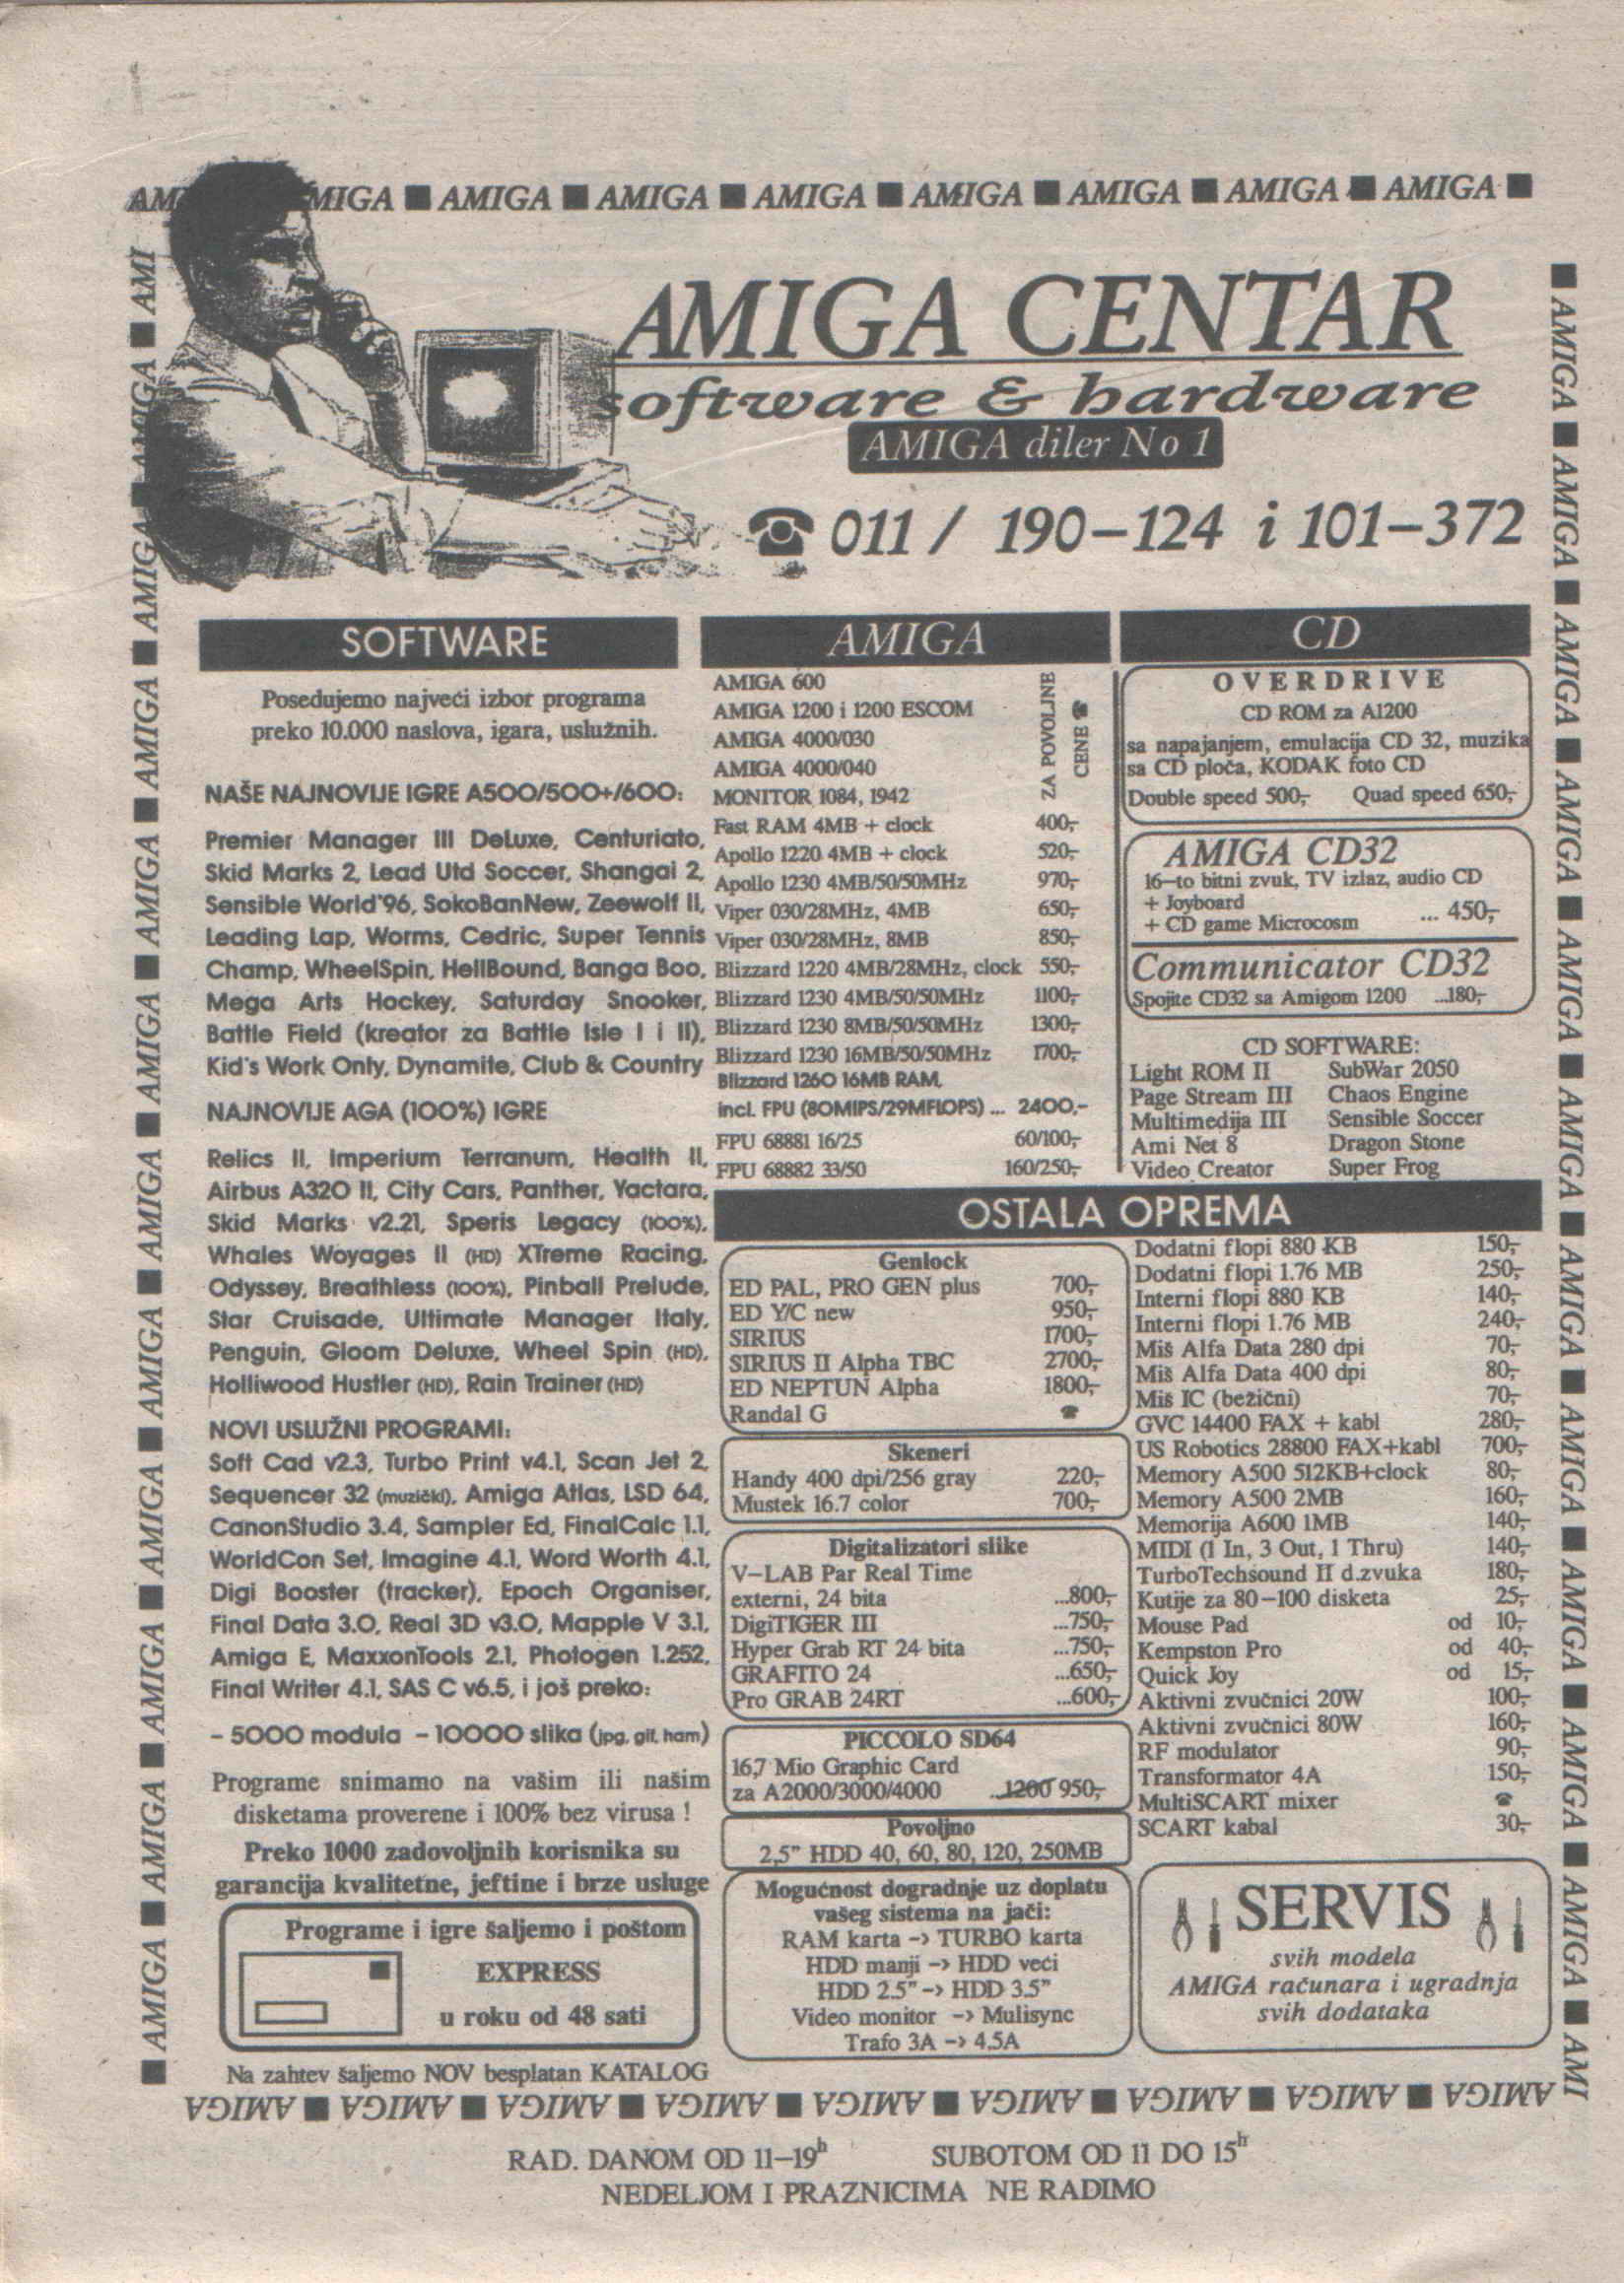 AMIGA ■ AMIGA ■ AMIGA ■ AMIGA ■ AMIGA ■ AMIGA ■ AMIGA ■ AMIGA ■
AMIGA CENTAR
software & hardware
AMIGA diler No 1
☎ 011 / 190-124 i 101-372
SOFTWARE
Posedujemo najveći izbor programa
preko 10.000 naslova, igara, uslužnih.
NAŠE NAJNOVIJE IGRE A500/500+/600:
Premier Manager III DeLuxe, Centuriato,
Skid Marks 2, Lead Utd Soccer, Shangai 2,
Sensible World'96, SokoBanNew, Zeewolf II,
Leading Lap, Worms, Cedric, Super Tennis
Champ, WheelSpin, HellBound, Banga Boo,
Mega Arts Hockey, Saturday Snooker,
Battle Field (kreator za Battle Isle I i II),
Kid's Work Only, Dynamite, Club & Country
NAJNOVIJE AGA (100%) IGRE
Relics II, Imperium Terranum, Health II,
Airbus A320 II, City Cars, Panther, Yactara,
Skid Marks v2.21, Speris Legacy (100%),
Whales Woyages II (HD) XTreme Racing,
Odyssey, Breathless (100%), Pinball Prelude,
Star Cruisade, Ultimate Manager Italy,
Penguin, Gloom Deluxe, Wheel Spin (HD),
Holliwood Hustler (HD), Rain Trainer (HD)
NOVI USLUŽNI PROGRAMI:
Soft Cad v2.3, Turbo Print v4.1, Scan Jet 2,
Sequencer 32 (muzički), Amiga Atlas, LSD 64,
CanonStudio 3.4, Sampler Ed, FinalCalc 1.1,
WorldCon Set, Imagine 4.1, Word Worth 4.1,
Digi Booster (tracker), Epoch Organiser,
Final Data 3.0, Real 3D v3.0, Mapple V 3.1,
Amiga E, MaxxonTools 2.1, Photogen 1.252,
Final Writer 4.1, SAS C v6.5, i još preko:
- 5000 modula - 10000 slika (jpg, gif, ham)
Programe snimamo na vašim ili našim
disketama proverene i 100% bez virusa !
Preko 1000 zadovoljnih korisnika su
garancija kvalitetne, jeftine i brze usluge
Programe i igre šaljemo i poštom
EXPRESS
u roku od 48 sati
Na zahtev šaljemo NOV besplatan KATALOG
AMIGA
AMIGA 600
AMIGA 1200 i 1200 ESCOM
AMIGA 4000/030
AMIGA 4000/040
MONITOR 1084, 1942
ZA POVOLJNE
CENE ☎
Fast RAM 4MB + clock 400,-
Apollo 1220 4MB + clock 520,-
Apollo 1230 4MB/50/50MHz 970,-
Viper 030/28MHz, 4MB 650,-
Viper 030/28MHz, 8MB 850,-
Blizzard 1220 4MB/28MHz, clock 550,-
Blizzard 1230 4MB/50/50MHz 1100,-
Blizzard 1230 8MB/50/50MHz 1300,-
Blizzard 1230 16MB/50/50MHz 1700,-
Blizzard 1260 16MB RAM,
incl. FPU (80MIPS/29MFLOPS) ... 2400.-
FPU 68881 16/25 60/100,-
FPU 68882 33/50 160/250,-
CD
OVERDRIVE
CD ROM za A1200
sa napajanjem, emulacija CD 32, muzika
sa CD ploča, KODAK foto CD
Double speed 500,- Quad speed 650,-
AMIGA CD32
16-to bitni zvuk, TV izlaz, audio CD
+ Joyboard
+ CD game Microcosm ... 450,-
Communicator CD32
Spojite CD32 sa Amigom 1200 ...180,-
CD SOFTWARE:
Light ROM II SubWar 2050
Page Stream III Chaos Engine
Multimedija III Sensible Soccer
Ami Net 8 Dragon Stone
Video Creator Super Frog
OSTALA OPREMA
Genlock
ED PAL, PRO GEN plus 700,-
ED Y/C new 950,-
SIRIUS 1700,-
SIRIUS II Alpha TBC 2700,-
ED NEPTUN Alpha 1800,-
Randal G ☎
Skeneri
Handy 400 dpi/256 gray 220,-
Mustek 16.7 color 700,-
Digitalizatori slike
V-LAB Par Real Time
externi, 24 bita ...800,-
DigiTIGER III ...750,-
Hyper Grab RT 24 bita ...750,-
GRAFITO 24 ...650,-
Pro GRAB 24RT ...600,-
PICCOLO SD64
16,7 Mio Graphic Card
za A2000/3000/4000 ...1200 950,-
Povoljno
2,5" HDD 40, 60, 80, 120, 250MB
Mogućnost dogradnje uz doplatu
vašeg sistema na jači:
RAM karta -> TURBO karta
HDD manji -> HDD veći
HDD 2.5" -> HDD 3.5"
Video monitor -> Mulisync
Trafo 3A -> 4.5A
Dodatni flopi 880 KB 150,-
Dodatni flopi 1.76 MB 250,-
Interni flopi 880 KB 140,-
Interni flopi 1.76 MB 240,-
Miš Alfa Data 280 dpi 70,-
Miš Alfa Data 400 dpi 80,-
Miš IC (bežični) 70,-
GVC 14400 FAX + kabl 280,-
US Robotics 28800 FAX+kabl 700,-
Memory A500 512KB+clock 80,-
Memory A500 2MB 160,-
Memorija A600 1MB 140,-
MIDI (1 In, 3 Out, 1 Thru) 140,-
TurboTechsound II d.zvuka 180,-
Kutije za 80-100 disketa 25,-
Mouse Pad od 10,-
Kempston Pro od 40,-
Quick Joy od 15,-
Aktivni zvučnici 20W 100,-
Aktivni zvučnici 80W 160,-
RF modulator 90,-
Transformator 4A 150,-
MultiSCART mixer ☎
SCART kabal 30,-
SERVIS
svih modela
AMIGA računara i ugradnja
svih dodataka
■ AMIGA ■ AMIGA ■ AMIGA ■ AMIGA ■ AMIGA ■ AMIGA ■ AMIGA ■ AMIGA ■ AMIGA ■ AMIGA ■ AMIGA ■ AMI
■ AMIGA ■ AMIGA ■ AMIGA ■ AMIGA ■ AMIGA ■ AMIGA ■ AMIGA ■ AMIGA ■ AMIGA ■ AMIGA ■ AMIGA ■ AMI
AMIGA ■ AMIGA ■ AMIGA ■ AMIGA ■ AMIGA ■ AMIGA ■ AMIGA ■ AMIGA ■ AMIGA
RAD. DANOM OD 11-19h SUBOTOM OD 11 DO 15h
NEDELJOM I PRAZNICIMA NE RADIMO